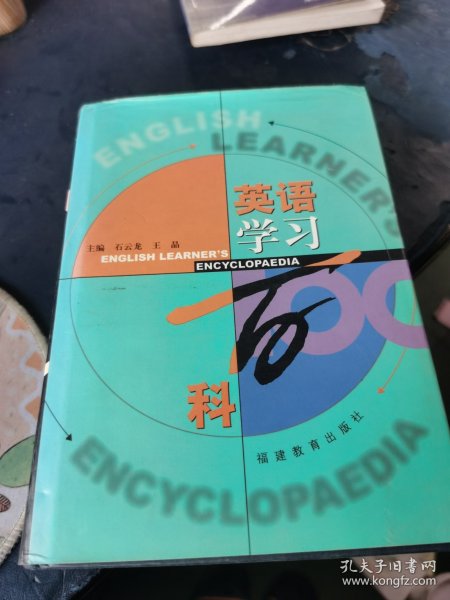 ENGLISH
LEARNER'S
英语
学习
主编 石云龙 王晶
ENGLISH LEARNER'S
ENCYCLOPAEDIA
百
100
科
福建教育出版社
ENCYCLOPAEDIA
孔夫子旧书网
www.kongfz.com